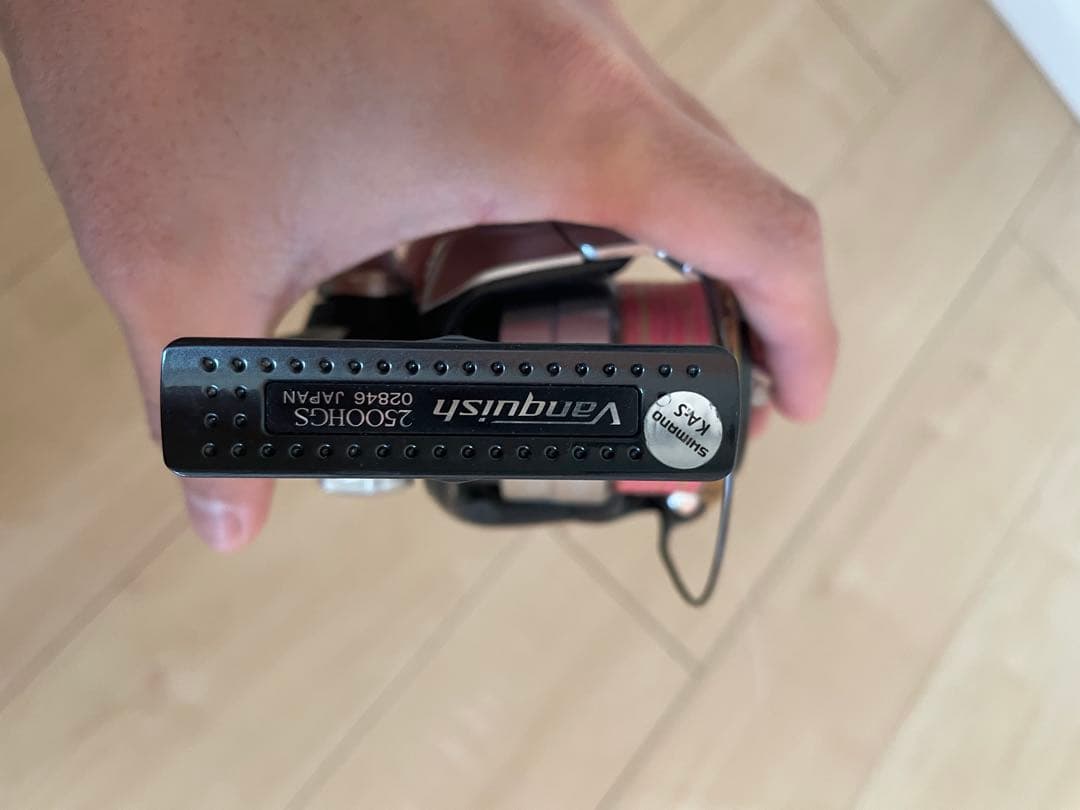 Vanquish
2500HGS
02846 JAPAN
SHIMANO
KA-S